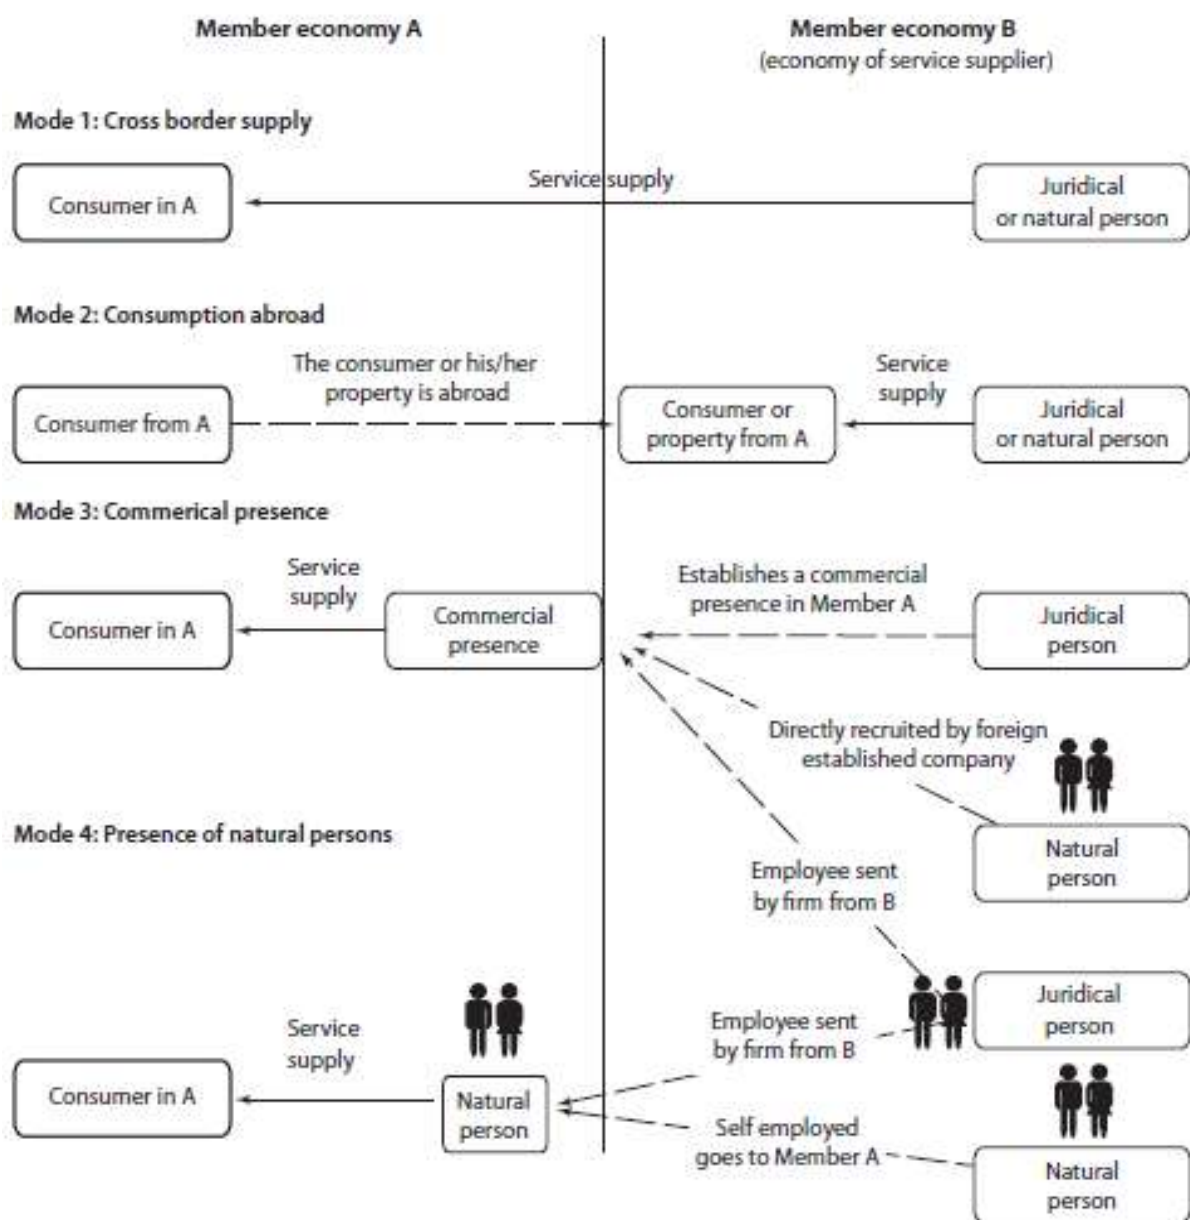 Member economy A
Member economy B
(economy of service supplier)
Mode 1: Cross border supply
Consumer in A
Service supply
Juridical
or natural person
Mode 2: Consumption abroad
Consumer from A
The consumer or his/her
property is abroad
Consumer or
property from A
Service
supply
Juridical
or natural person
Mode 3: Commerical presence
Consumer in A
Service
supply
Commercial
presence
Establishes a commercial
presence in Member A
Juridical
person
Directly recruited by foreign
established company
Natural
person
Mode 4: Presence of natural persons
Employee sent
by firm from B
Juridical
person
Consumer in A
Service
supply
Natural
person
Employee sent
by firm from B
Self employed
goes to Member A
Natural
person